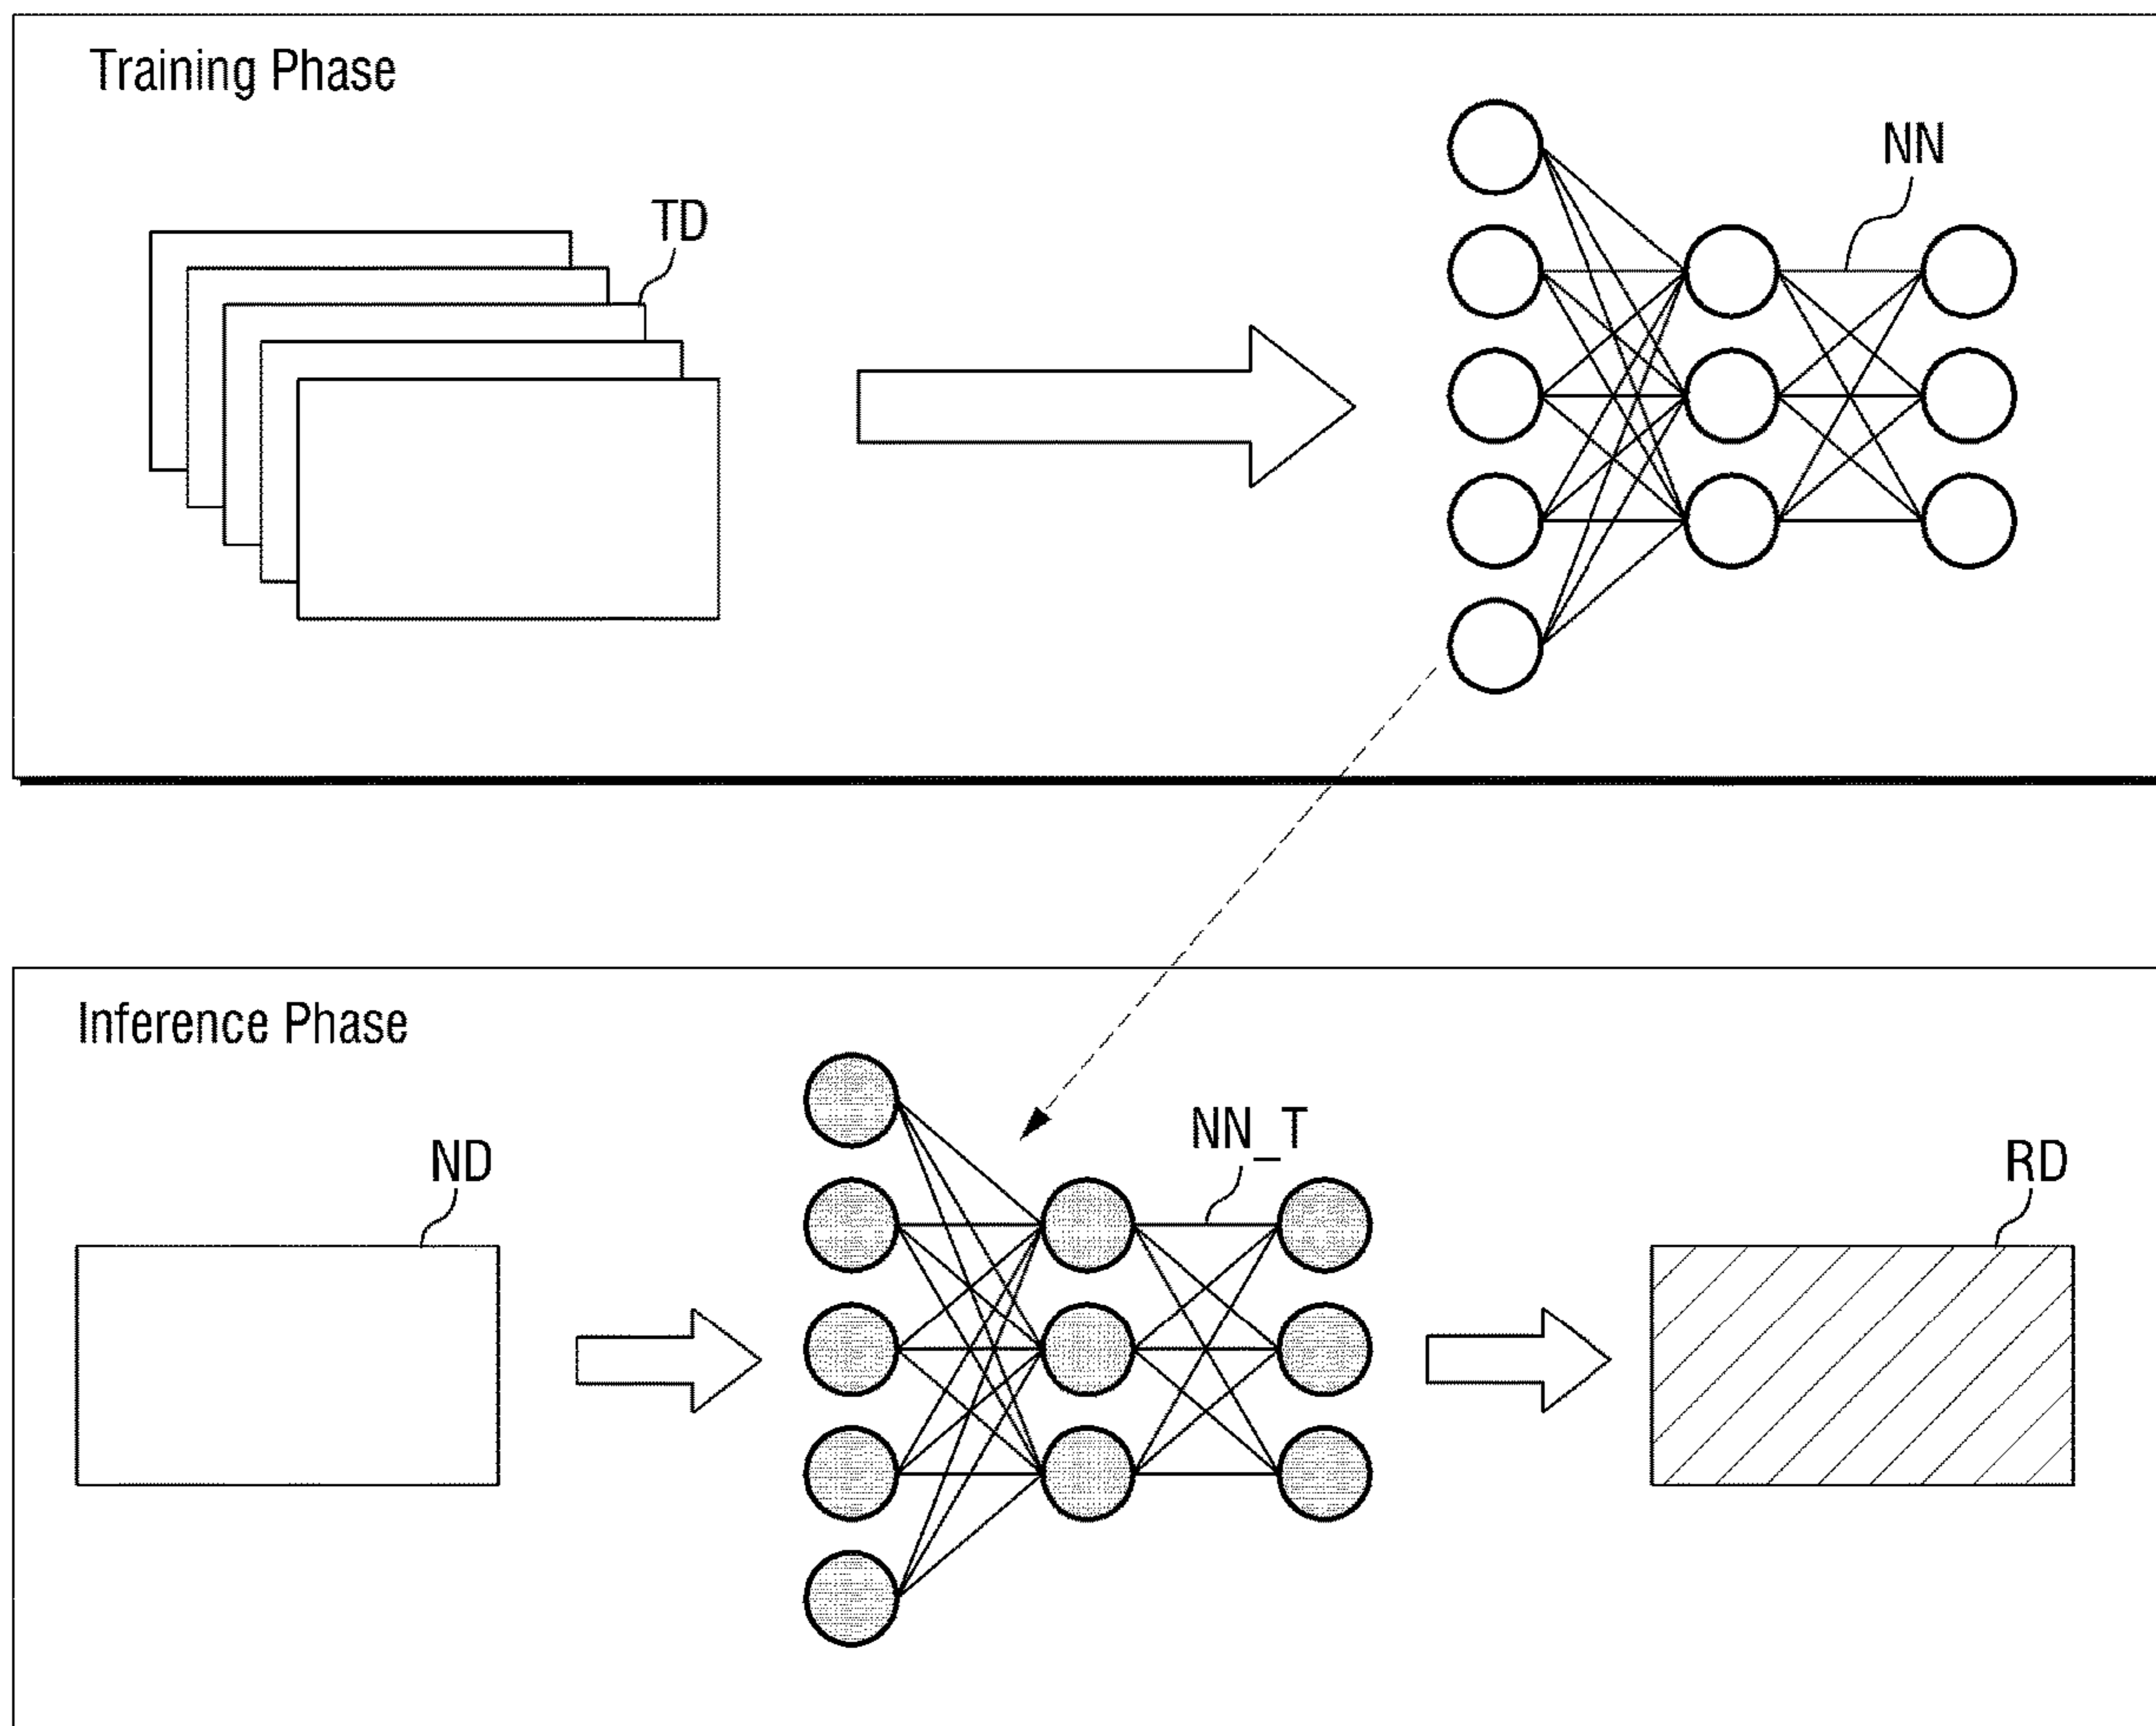 Training Phase
NN
TD
Inference Phase
NN_T
ND
RD